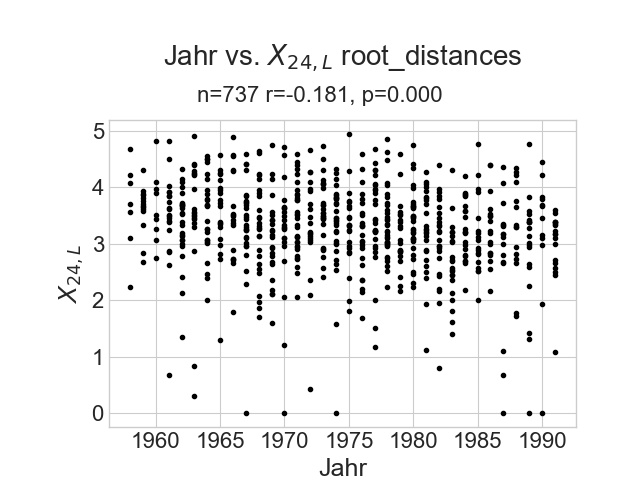 Jahr vs. X24, L root_distances
n=737 r=-0.181, p=0.000
5
4
3
2
1
0
X24, L
1960 1965 1970 1975 1980 1985 1990
Jahr